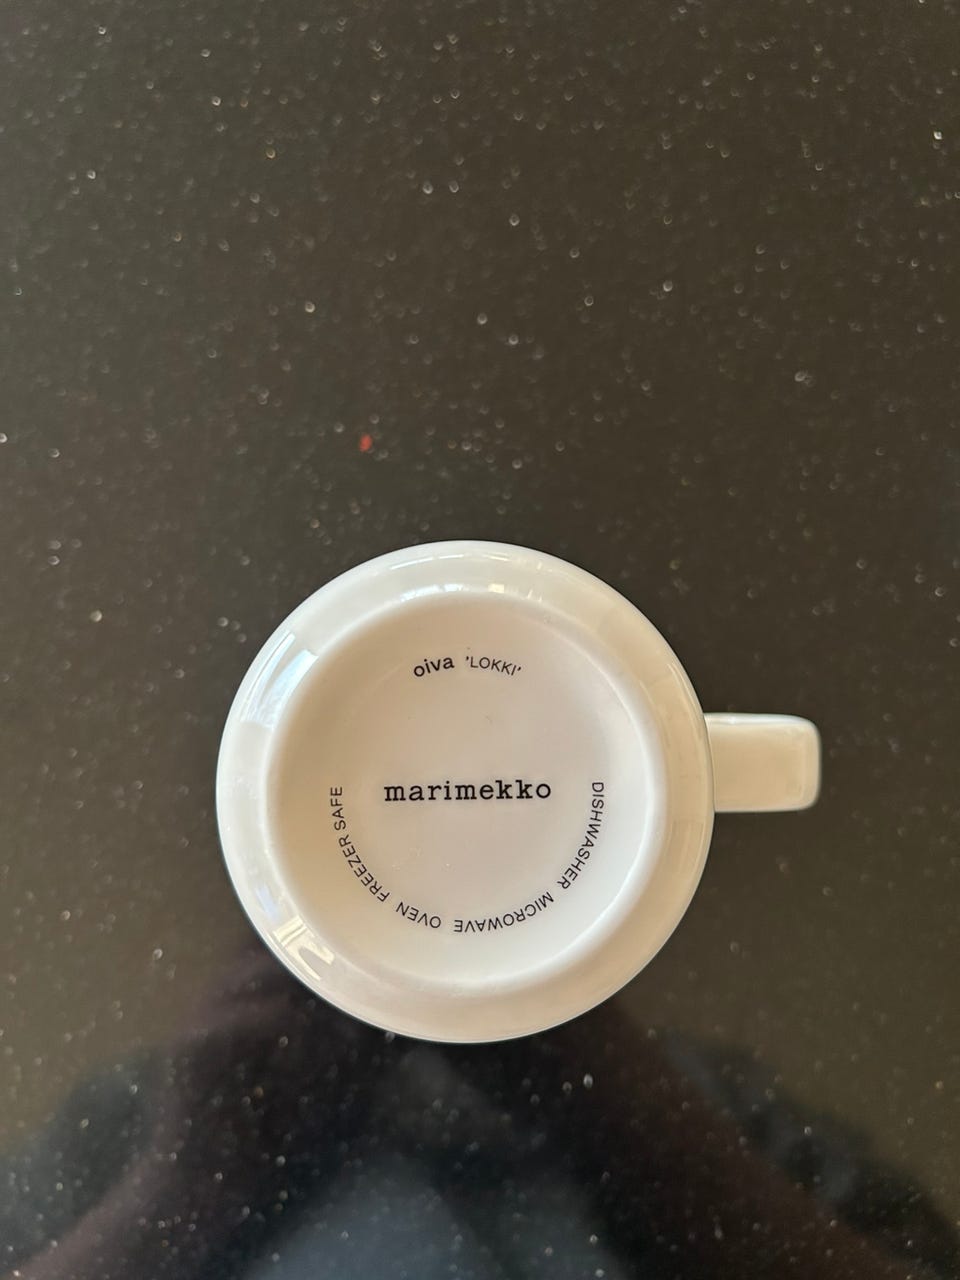 oiva 'LOKKI'
marimekko
DISHWASHER MICROWAVE OVEN FREEZER SAFE